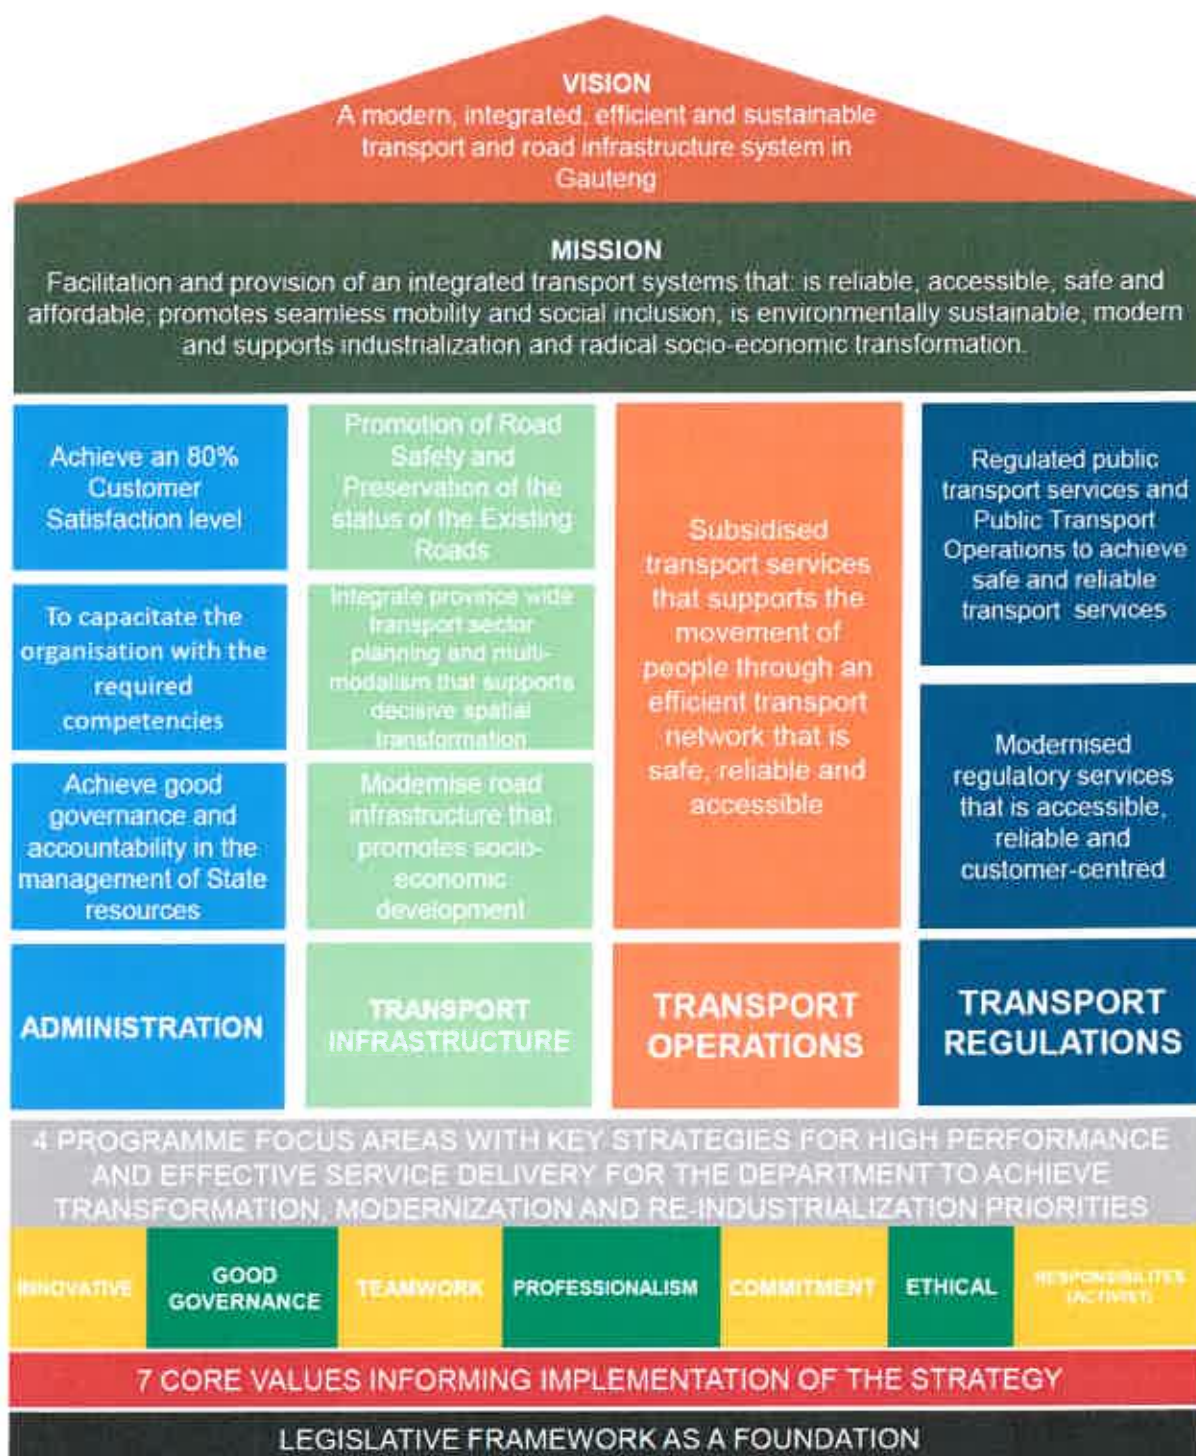 VISION
A modern, integrated, efficient and sustainable
transport and road infrastructure system in
Gauteng
MISSION
Facilitation and provision of an integrated transport systems that: is reliable, accessible, safe and
affordable; promotes seamless mobility and social inclusion, is environmentally sustainable, modern
and supports industrialization and radical socio-economic transformation.
Achieve an 80%
Customer
Satisfaction level
To capacitate the
organisation with the
required
competencies
Achieve good
governance and
accountability in the
management of State
resources
ADMINISTRATION
Promotion of Road
Safety and
Preservation of the
status of the Existing
Roads
Integrate province wide
transport sector
planning and multi-
modalism that supports
decisive spatial
transformation
Modernise road
infrastructure that
promotes socio-
economic
development
TRANSPORT
INFRASTRUCTURE
Subsidised
transport services
that supports the
movement of
people through an
efficient transport
network that is
safe, reliable and
accessible
TRANSPORT
OPERATIONS
Regulated public
transport services and
Public Transport
Operations to achieve
safe and reliable
transport services
Modernised
regulatory services
that is accessible,
reliable and
customer-centred
TRANSPORT
REGULATIONS
4 PROGRAMME FOCUS AREAS WITH KEY STRATEGIES FOR HIGH PERFORMANCE
AND EFFECTIVE SERVICE DELIVERY FOR THE DEPARTMENT TO ACHIEVE
TRANSFORMATION, MODERNIZATION AND RE-INDUSTRIALIZATION PRIORITIES
INNOVATIVE
GOOD
GOVERNANCE
TEAMWORK
PROFESSIONALISM
COMMITMENT
ETHICAL
RESPONSIBILITES
(ACTIVIST)
7 CORE VALUES INFORMING IMPLEMENTATION OF THE STRATEGY
LEGISLATIVE FRAMEWORK AS A FOUNDATION